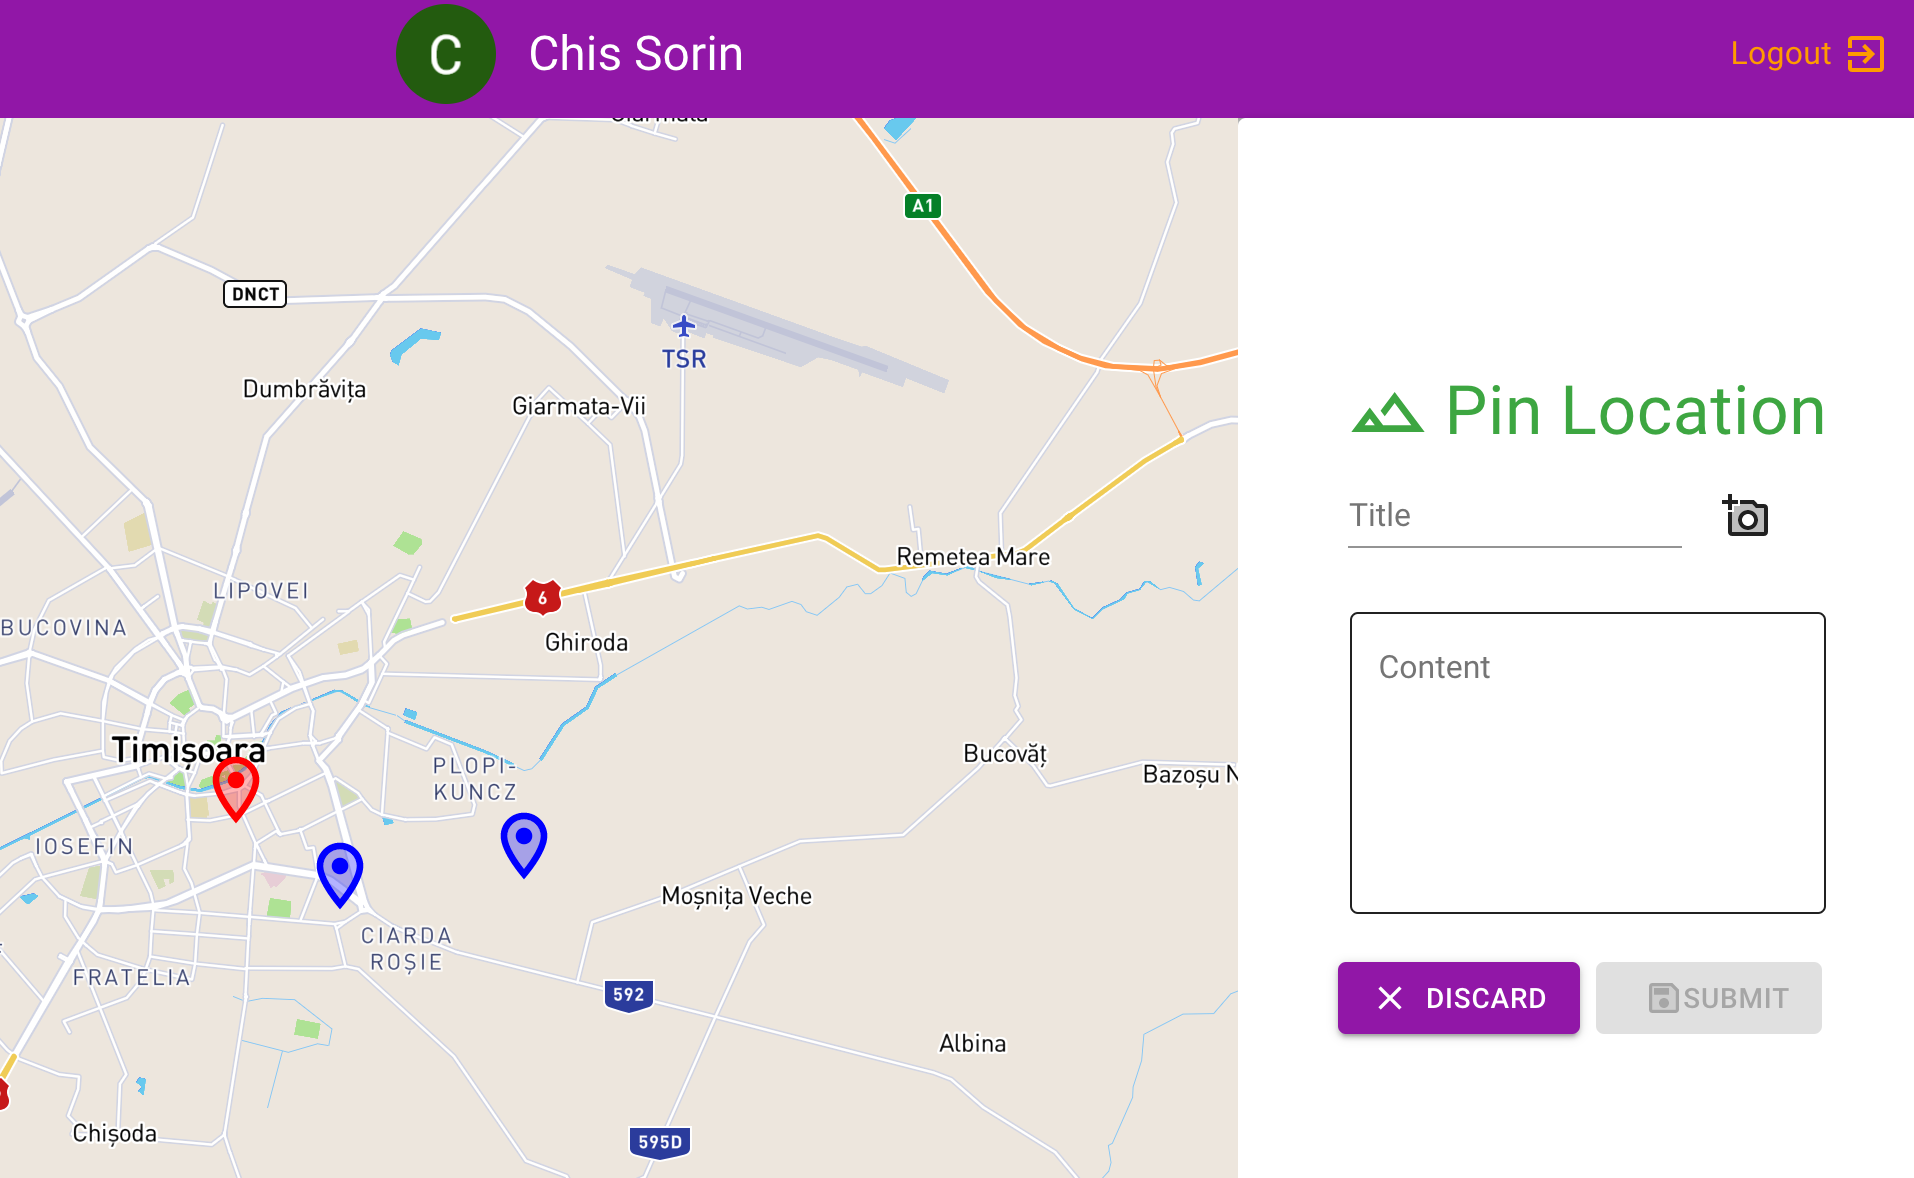 C
Chis Sorin
Logout
A1
DNCT
TSR
Dumbrăvița
Giarmata-Vii
Pin Location
Title
Remetea Mare
LIPOVEI
6
BUCOVINA
Ghiroda
Content
Timișoara
Bucovăț
PLOPI-
KUNCZ
Bazoșu N
IOSEFIN
Moșnița Veche
CIARDA
ROȘIE
FRATELIA
592
DISCARD
SUBMIT
Albina
Chișoda
595D